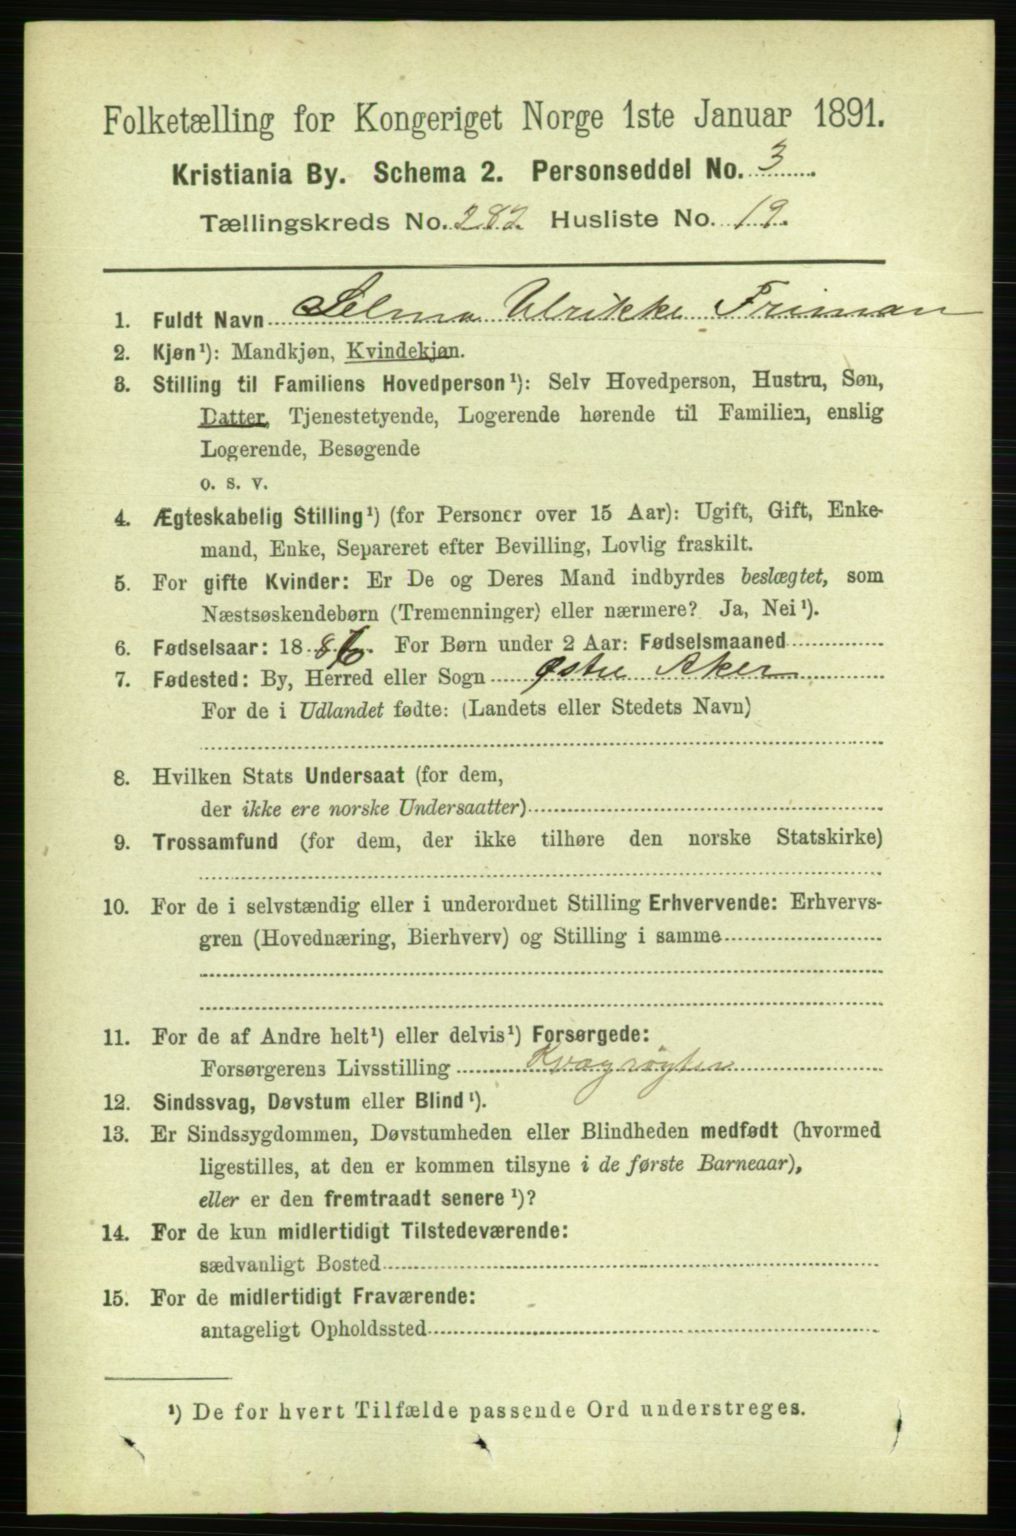 Folketælling for Kongeriget Norge 1ste Januar 1891.
Kristiania By. Schema 2. Personseddel No. 3
Tællingskreds No. 282 Husliste No. 19.
1. Fuldt Navn Selma Ulrikke Friman
2. Kjøn¹): Mandkjøn, Kvindekjøn.
3. Stilling til Familiens Hovedperson¹): Selv Hovedperson, Hustru, Søn,
Datter, Tjenestetyende, Logerende hørende til Familien, enslig
Logerende, Besøgende
o. s. v.
4. Ægteskabelig Stilling¹) (for Personer over 15 Aar): Ugift, Gift, Enke-
mand, Enke, Separeret efter Bevilling, Lovlig fraskilt.
5. For gifte Kvinder: Er De og Deres Mand indbyrdes beslægtet, som
Næstsøskendebørn (Tremenninger) eller nærmere? Ja, Nei¹).
6. Fødselsaar: 1886. For Børn under 2 Aar: Fødselsmaaned
7. Fødested: By, Herred eller Sogn Østre Aker
For de i Udlandet fødte: (Landets eller Stedets Navn)
8. Hvilken Stats Undersaat (for dem,
der ikke ere norske Undersaatter)
9. Trossamfund (for dem, der ikke tilhøre den norske Statskirke)
10. For de i selvstændig eller i underordnet Stilling Erhvervende: Erhvervs-
gren (Hovednæring, Bierhverv) og Stilling i samme
11. For de af Andre helt¹) eller delvis¹) Forsørgede:
Forsørgerens Livsstilling Kvægrøgter
12. Sindssvag, Døvstum eller Blind¹).
13. Er Sindssygdommen, Døvstumheden eller Blindheden medfødt (hvormed
ligestilles, at den er kommen tilsyne i de første Barneaar),
eller er den fremtraadt senere¹)?
14. For de kun midlertidigt Tilstedeværende:
sædvanligt Bosted
15. For de midlertidigt Fraværende:
antageligt Opholdssted
¹) De for hvert Tilfælde passende Ord understreges.